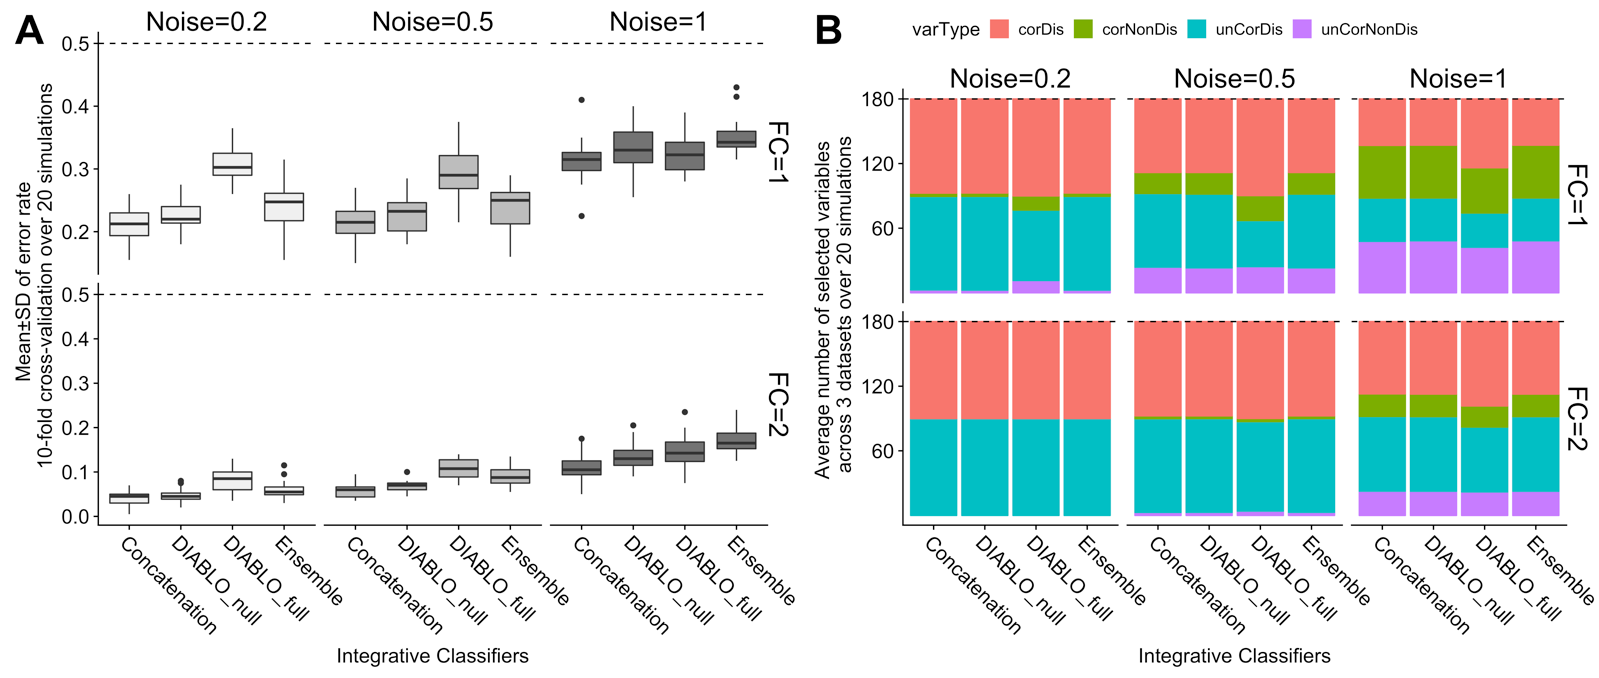 A
Noise=0.2
Noise=0.5
Noise=1
Mean±SD of error rate
10-fold cross-validation over 20 simulations
0.5
0.4
0.3
0.2
FC=1
0.5
0.4
0.3
0.2
0.1
0.0
FC=2
Concatenation
DIABLO_null
DIABLO_full
Ensemble
Concatenation
DIABLO_null
DIABLO_full
Ensemble
Concatenation
DIABLO_null
DIABLO_full
Ensemble
Integrative Classifiers
B
varType
corDis
corNonDis
unCorDis
unCorNonDis
Noise=0.2
Noise=0.5
Noise=1
Average number of selected variables
across 3 datasets over 20 simulations
180
120
60
FC=1
180
120
60
FC=2
Concatenation
DIABLO_null
DIABLO_full
Ensemble
Concatenation
DIABLO_null
DIABLO_full
Ensemble
Concatenation
DIABLO_null
DIABLO_full
Ensemble
Integrative Classifiers